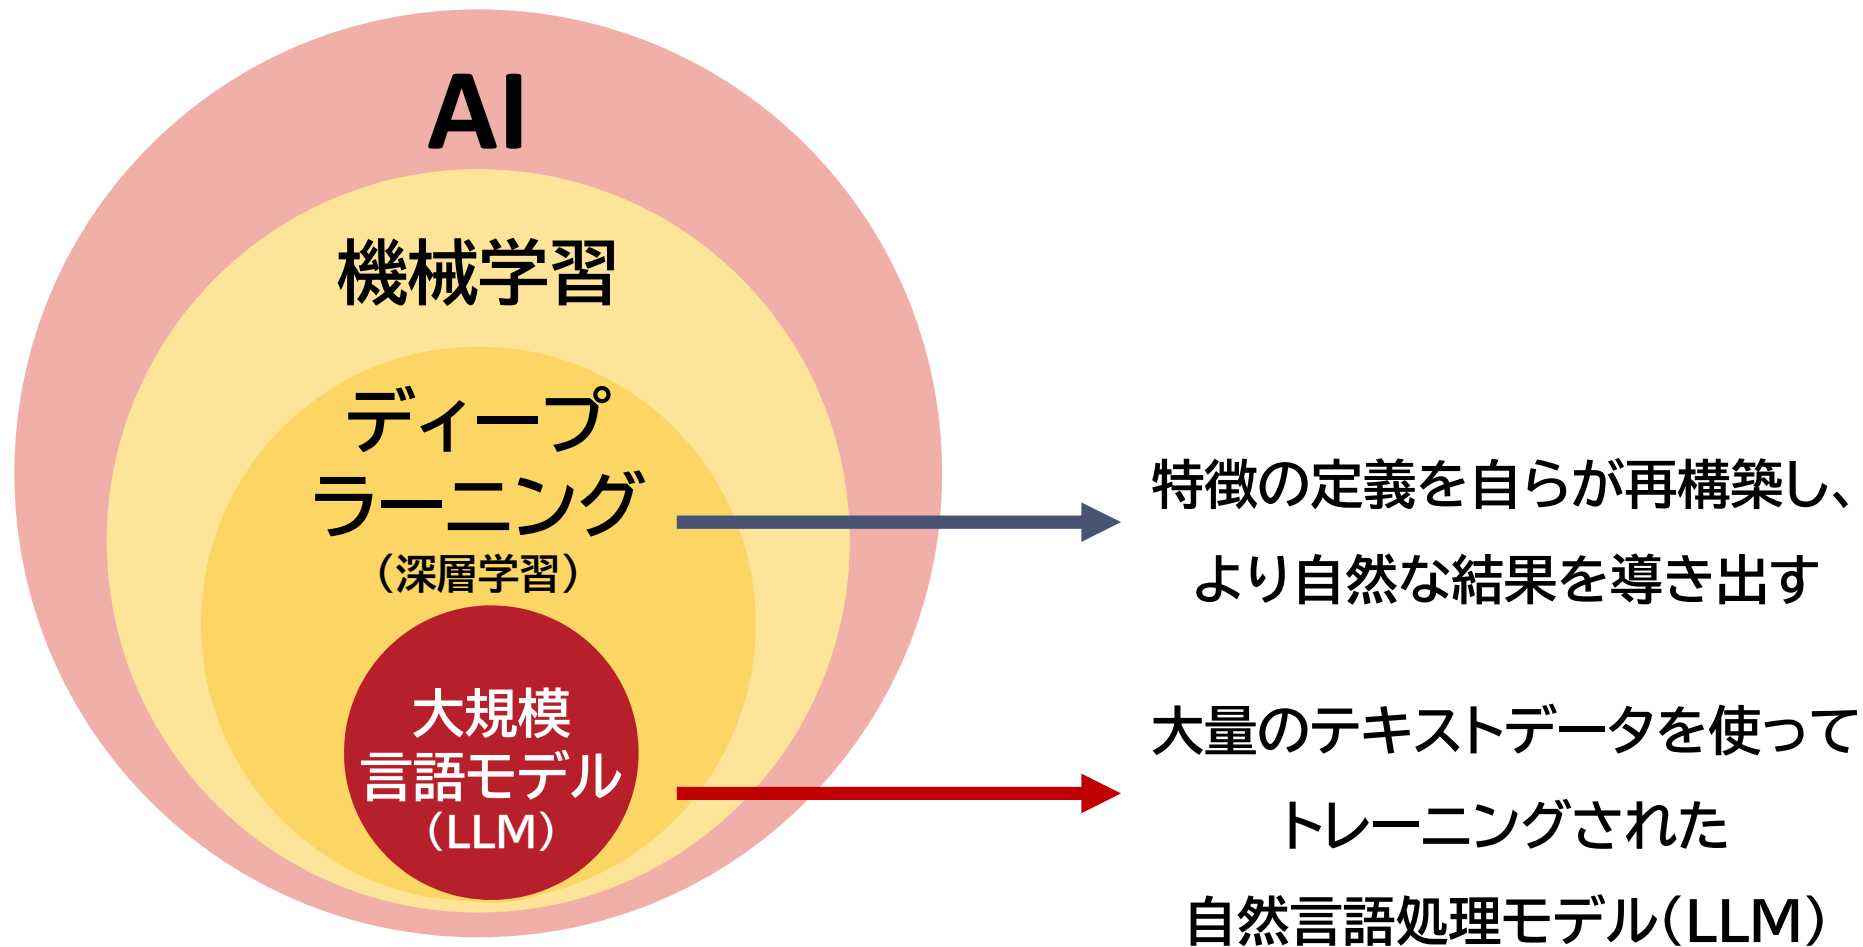 AI
機械学習
ディープ
ラーニング
（深層学習）
大規模
言語モデル
（LLM）
特徴の定義を自らが再構築し、
より自然な結果を導き出す
大量のテキストデータを使って
トレーニングされた
自然言語処理モデル（LLM）